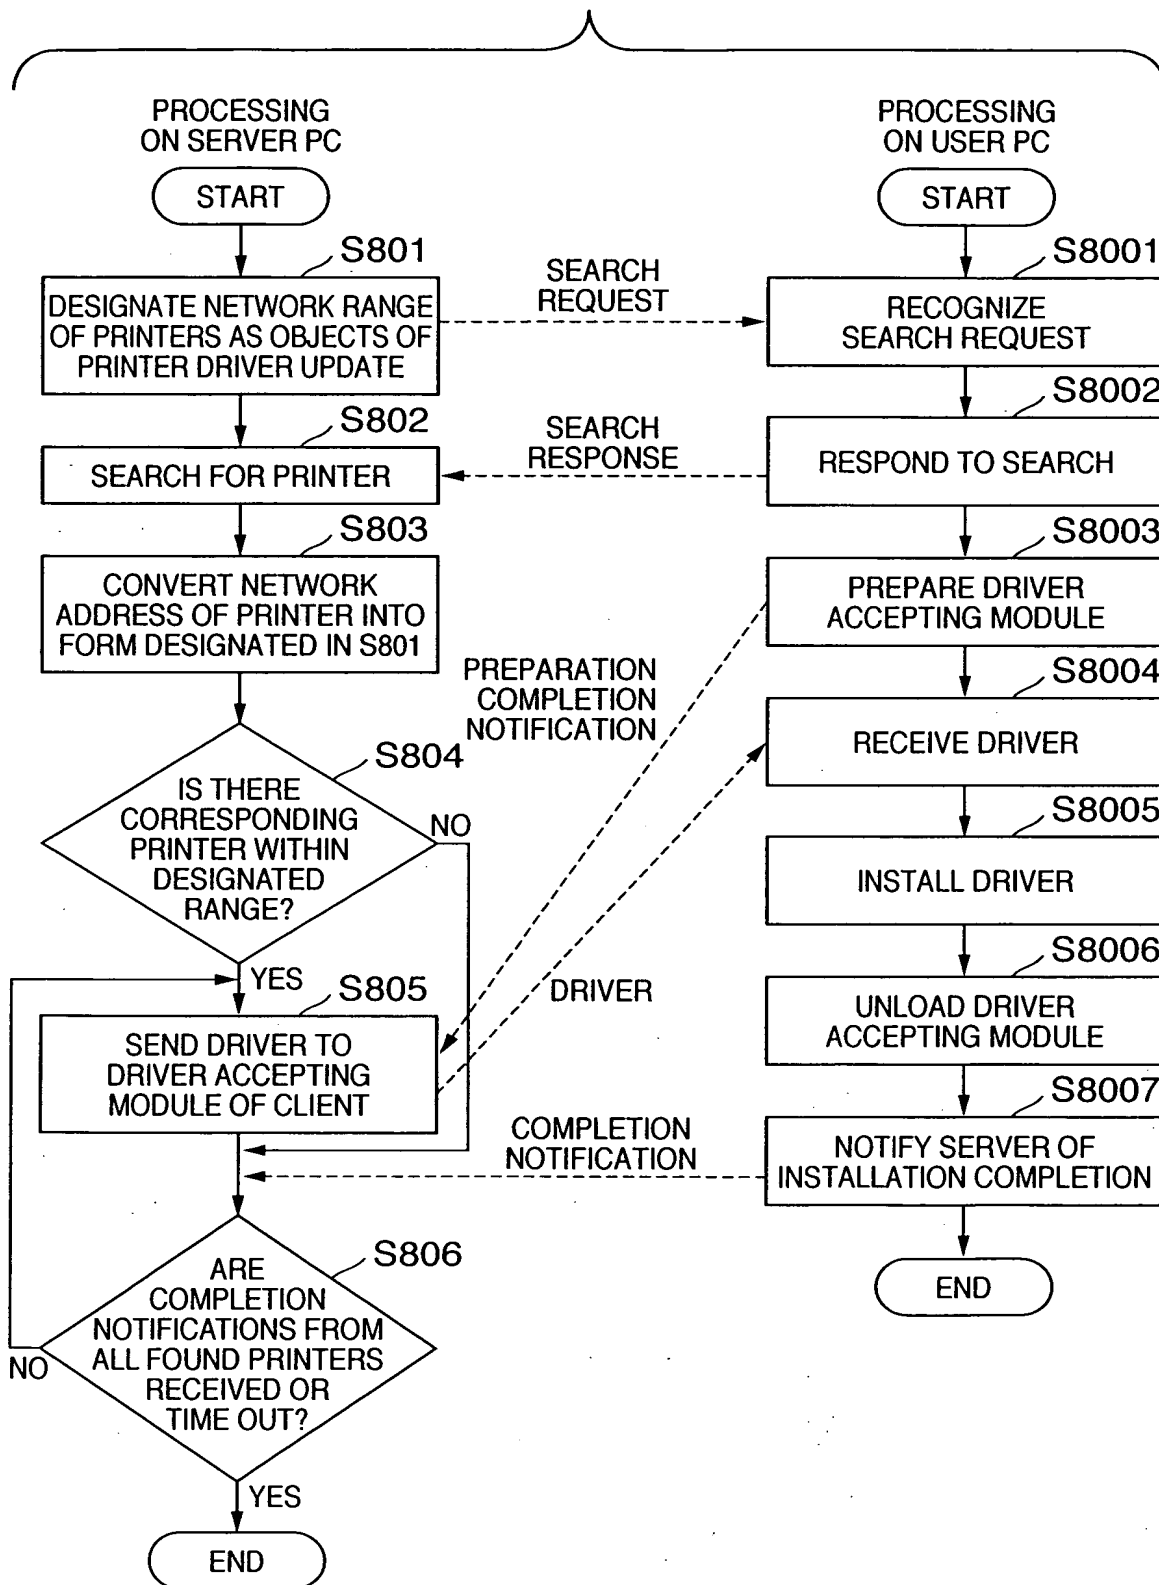 PROCESSING
ON SERVER PC
START
S801
DESIGNATE NETWORK RANGE
OF PRINTERS AS OBJECTS OF
PRINTER DRIVER UPDATE
S802
SEARCH FOR PRINTER
S803
CONVERT NETWORK
ADDRESS OF PRINTER INTO
FORM DESIGNATED IN S801
S804
IS THERE
CORRESPONDING
PRINTER WITHIN
DESIGNATED
RANGE?
NO
YES
S805
SEND DRIVER TO
DRIVER ACCEPTING
MODULE OF CLIENT
S806
ARE
COMPLETION
NOTIFICATIONS FROM
ALL FOUND PRINTERS
RECEIVED OR
TIME OUT?
NO
YES
END
SEARCH
REQUEST
SEARCH
RESPONSE
PREPARATION
COMPLETION
NOTIFICATION
DRIVER
COMPLETION
NOTIFICATION
PROCESSING
ON USER PC
START
S8001
RECOGNIZE
SEARCH REQUEST
S8002
RESPOND TO SEARCH
S8003
PREPARE DRIVER
ACCEPTING MODULE
S8004
RECEIVE DRIVER
S8005
INSTALL DRIVER
S8006
UNLOAD DRIVER
ACCEPTING MODULE
S8007
NOTIFY SERVER OF
INSTALLATION COMPLETION
END